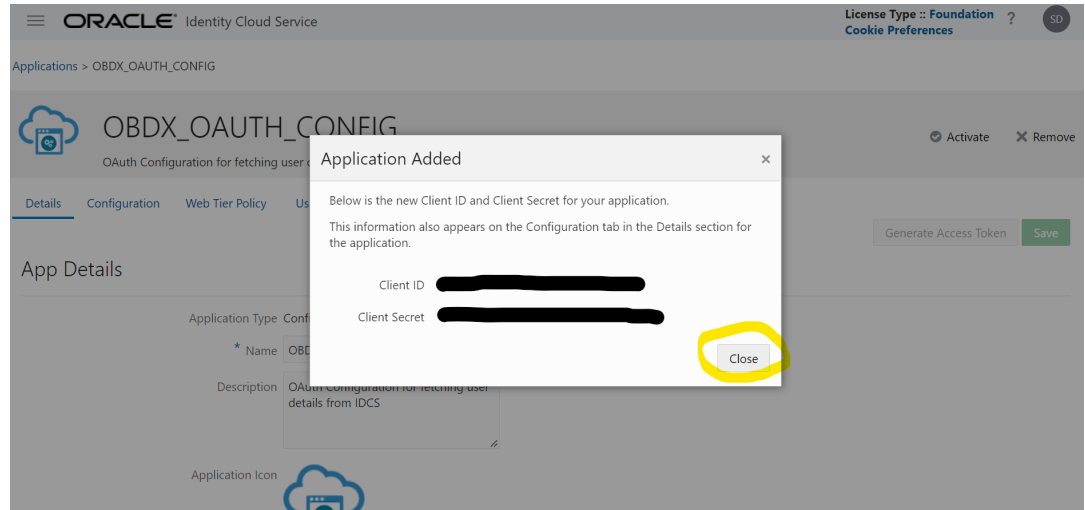 ORACLE® Identity Cloud Service
License Type :: Foundation ?
Cookie Preferences
SD
Applications > OBDX_OAUTH_CONFIG
OBDX_OAUTH_CONFIG
OAuth Configuration for fetching user
Activate
Remove
Details Configuration Web Tier Policy Us
Generate Access Token Save
App Details
Application Added ×
Below is the new Client ID and Client Secret for your application.
This information also appears on the Configuration tab in the Details section for
the application.
Client ID
Client Secret
Close
Application Type Conf
* Name OBD
Description OAuth Configuration for fetching user
details from IDCS
Application Icon